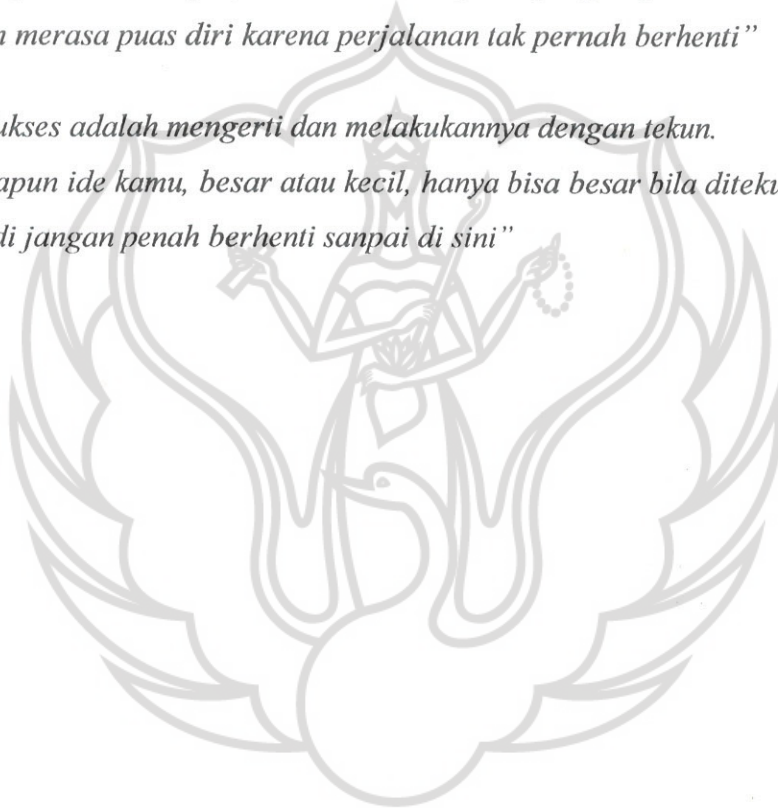 n merasa puas diri karena perjalanan tak pernah berhenti”
ukses adalah mengerti dan melakukannya dengan tekun.
apun ide kamu, besar atau kecil, hanya bisa besar bila diteku
di jangan penah berhenti sanpai di sini”